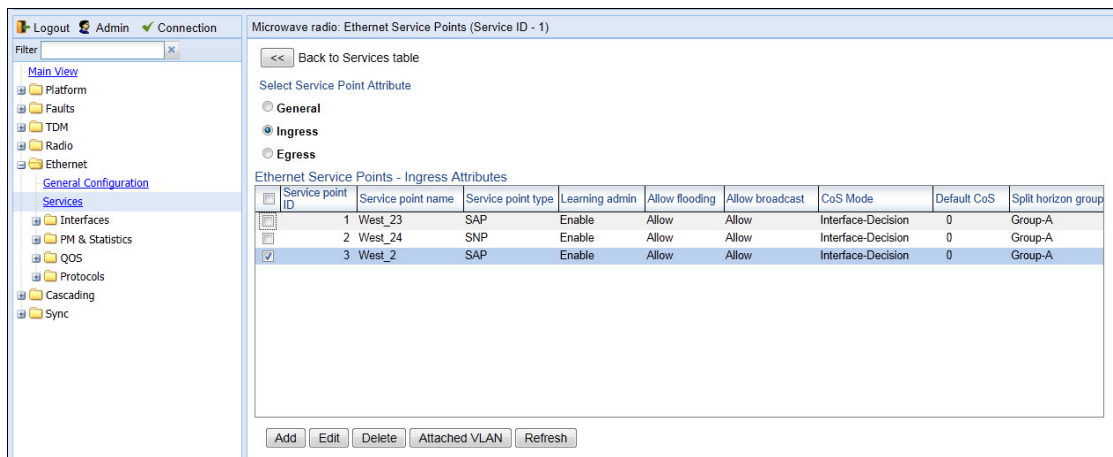 Logout Admin Connection
Filter
Main View
Platform
Faults
TDM
Radio
Ethernet
General Configuration
Services
Interfaces
PM & Statistics
QOS
Protocols
Cascading
Sync
Microwave radio: Ethernet Service Points (Service ID - 1)
<< Back to Services table
Select Service Point Attribute
General
Ingress
Egress
Ethernet Service Points - Ingress Attributes
Service point ID Service point name Service point type Learning admin Allow flooding Allow broadcast CoS Mode Default CoS Split horizon group
1 West_23 SAP Enable Allow Allow Interface-Decision 0 Group-A
2 West_24 SNP Enable Allow Allow Interface-Decision 0 Group-A
3 West_2 SAP Enable Allow Allow Interface-Decision 0 Group-A
Add Edit Delete Attached VLAN Refresh